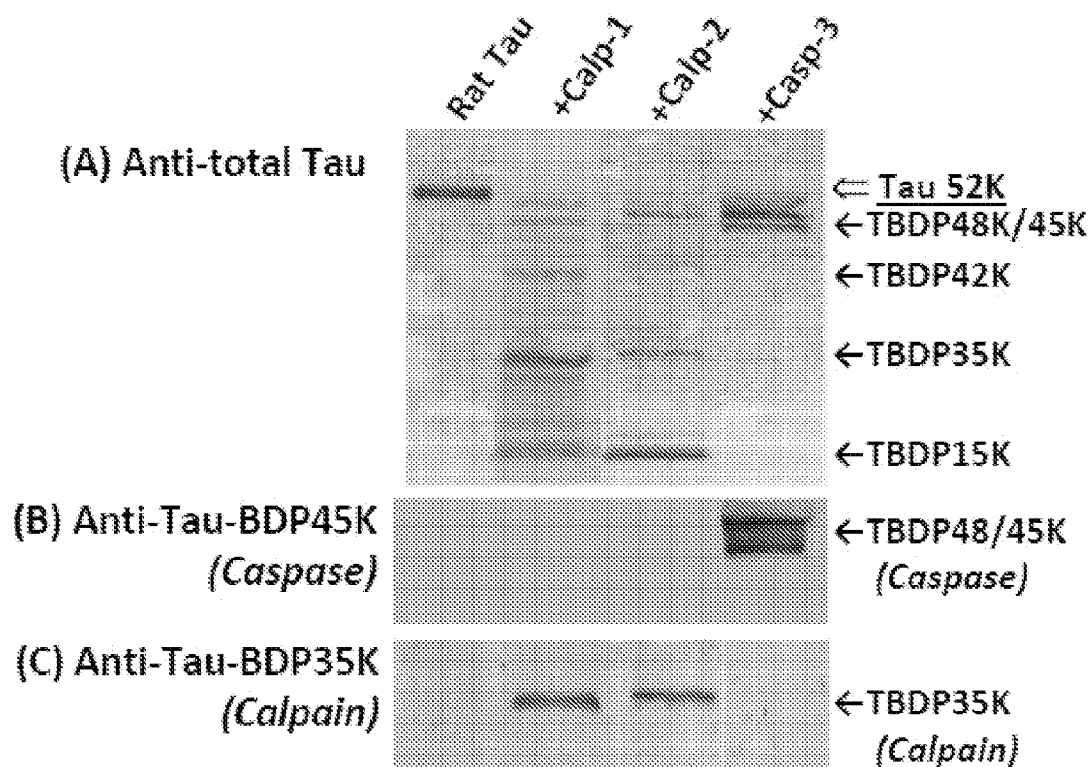 Rat Tau
+Calp-1
+Calp-2
+Casp-3
(A) Anti-total Tau
⇐ Tau 52K
←TBDP48K/45K
←TBDP42K
←TBDP35K
←TBDP15K
(B) Anti-Tau-BDP45K
(Caspase)
←TBDP48/45K
(Caspase)
(C) Anti-Tau-BDP35K
(Calpain)
←TBDP35K
(Calpain)